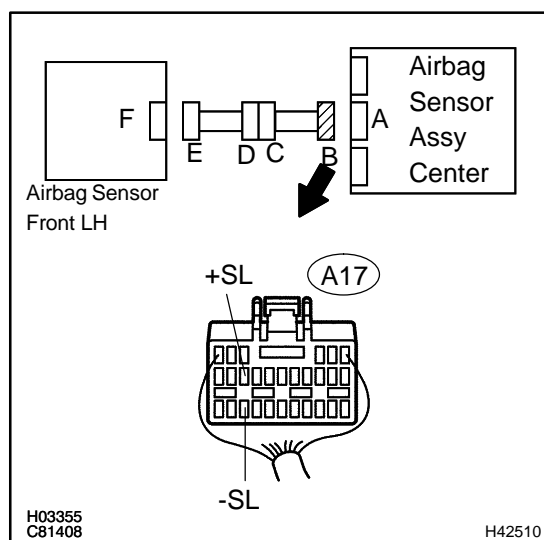 Airbag
Sensor
Assy
Center
A
B
C
D
E
F
Airbag Sensor
Front LH
+SL
A17
-SL
H03355
C81408
H42510